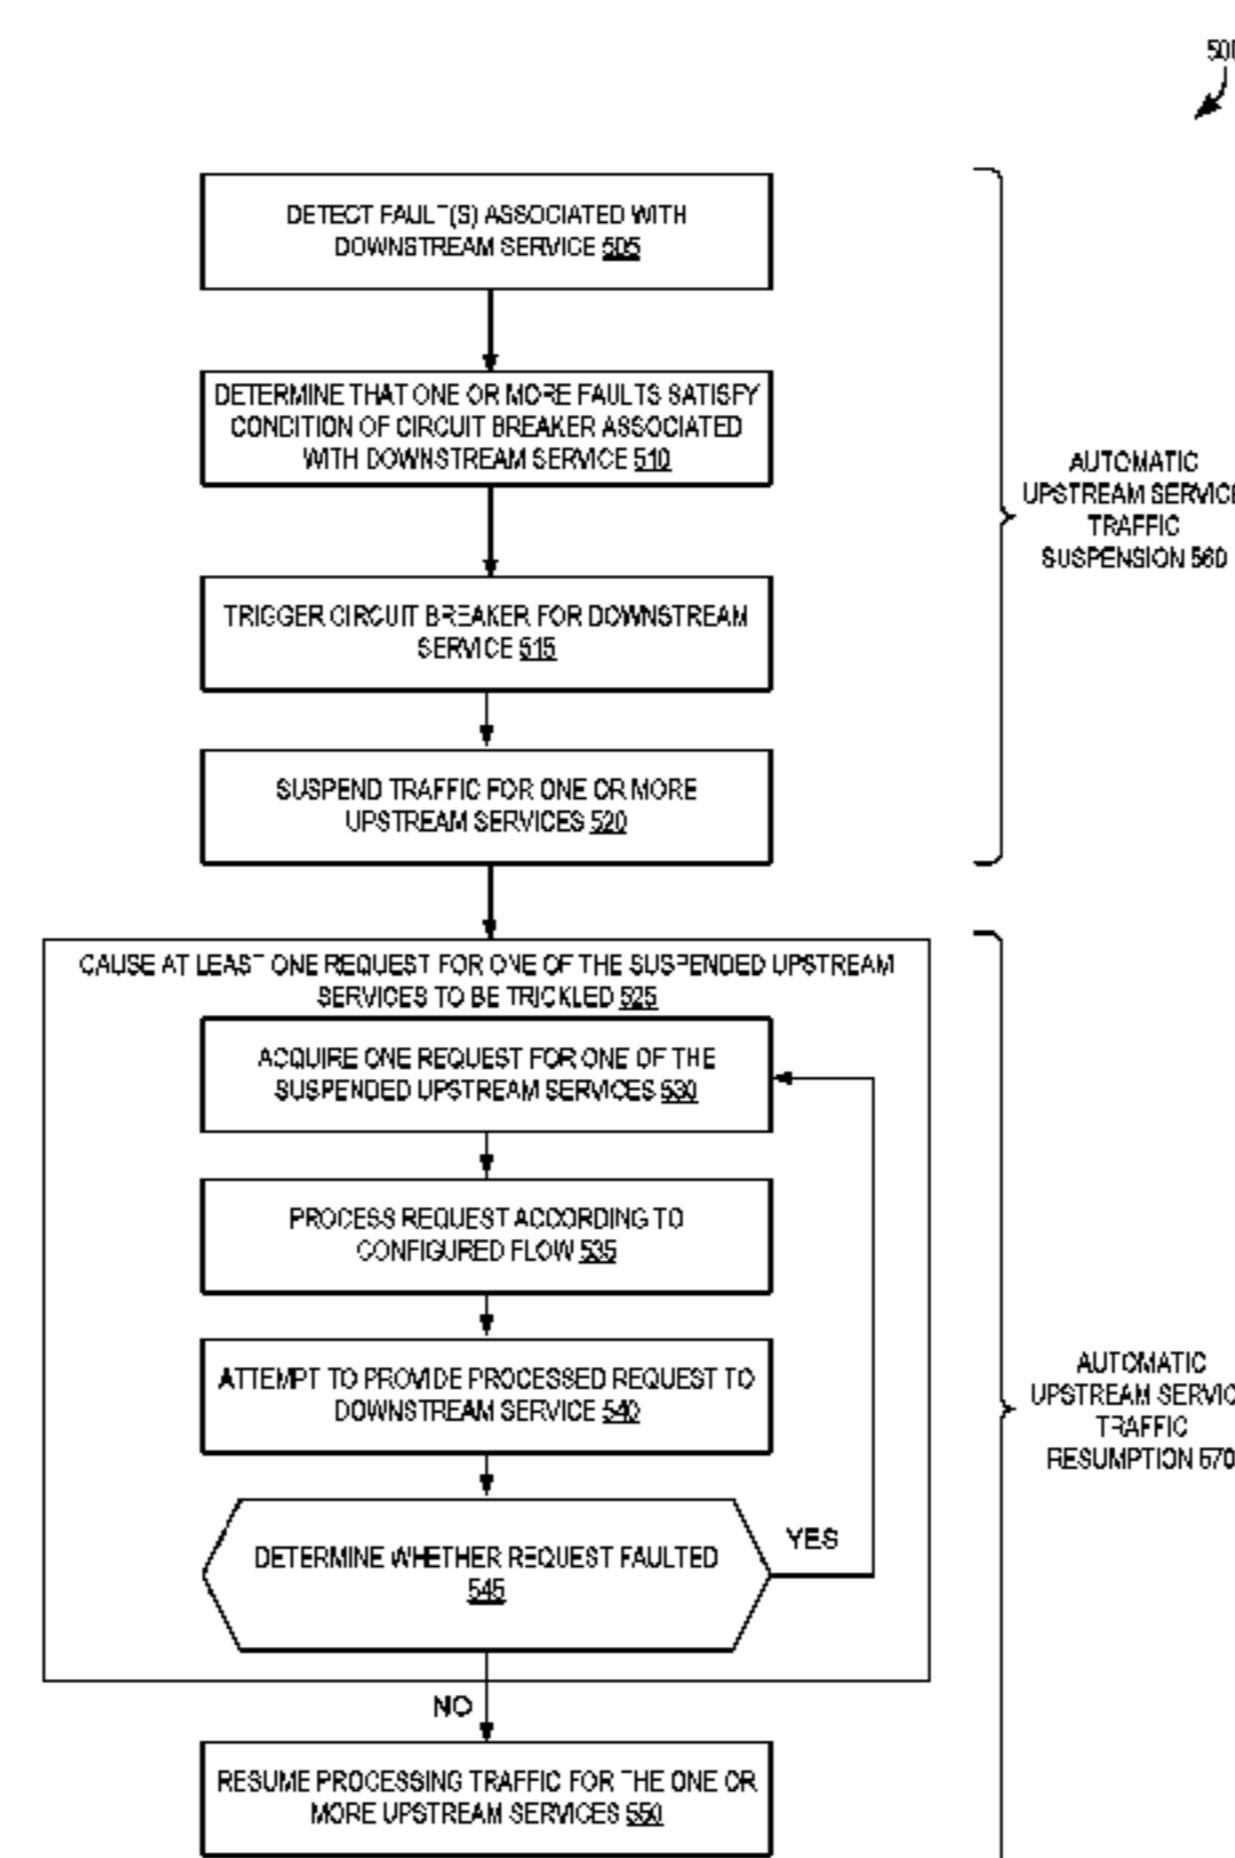 DETECT FAULT(S) ASSOCIATED WITH
DOWNSTREAM SERVICE 505
DETERMINE THAT ONE OR MORE FAULTS SATISFY
CONDITION OF CIRCUIT BREAKER ASSOCIATED
WITH DOWNSTREAM SERVICE 510
TRIGGER CIRCUIT BREAKER FOR DOWNSTREAM
SERVICE 515
SUSPEND TRAFFIC FOR ONE OR MORE
UPSTREAM SERVICES 520
AUTOMATIC
UPSTREAM SERVICE
TRAFFIC
SUSPENSION 560
CAUSE AT LEAST ONE REQUEST FOR ONE OF THE SUSPENDED UPSTREAM
SERVICES TO BE TRICKLED 525
ACQUIRE ONE REQUEST FOR ONE OF THE
SUSPENDED UPSTREAM SERVICES 530
PROCESS REQUEST ACCORDING TO
CONFIGURED FLOW 535
ATTEMPT TO PROVIDE PROCESSED REQUEST TO
DOWNSTREAM SERVICE 540
DETERMINE WHETHER REQUEST FAULTED
545
YES
NO
RESUME PROCESSING TRAFFIC FOR THE ONE OR
MORE UPSTREAM SERVICES 550
AUTOMATIC
UPSTREAM SERVIC
TRAFFIC
RESUMPTION 570